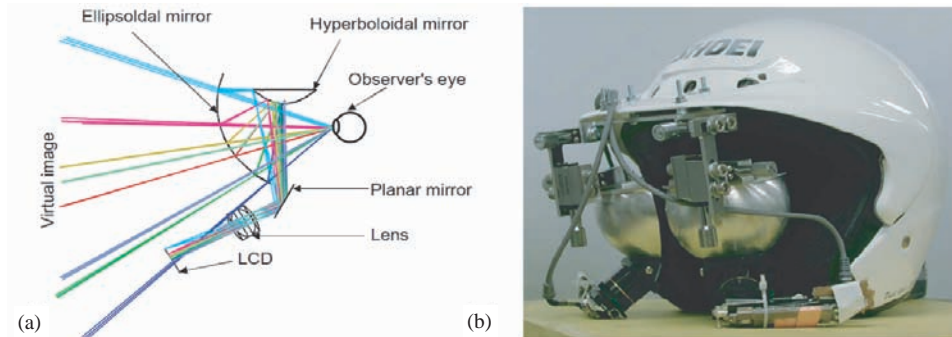 Ellipsoldal mirror
Hyperboloidal mirror
Observer's eye
Virtual image
Planar mirror
Lens
LCD
(a)
(b)